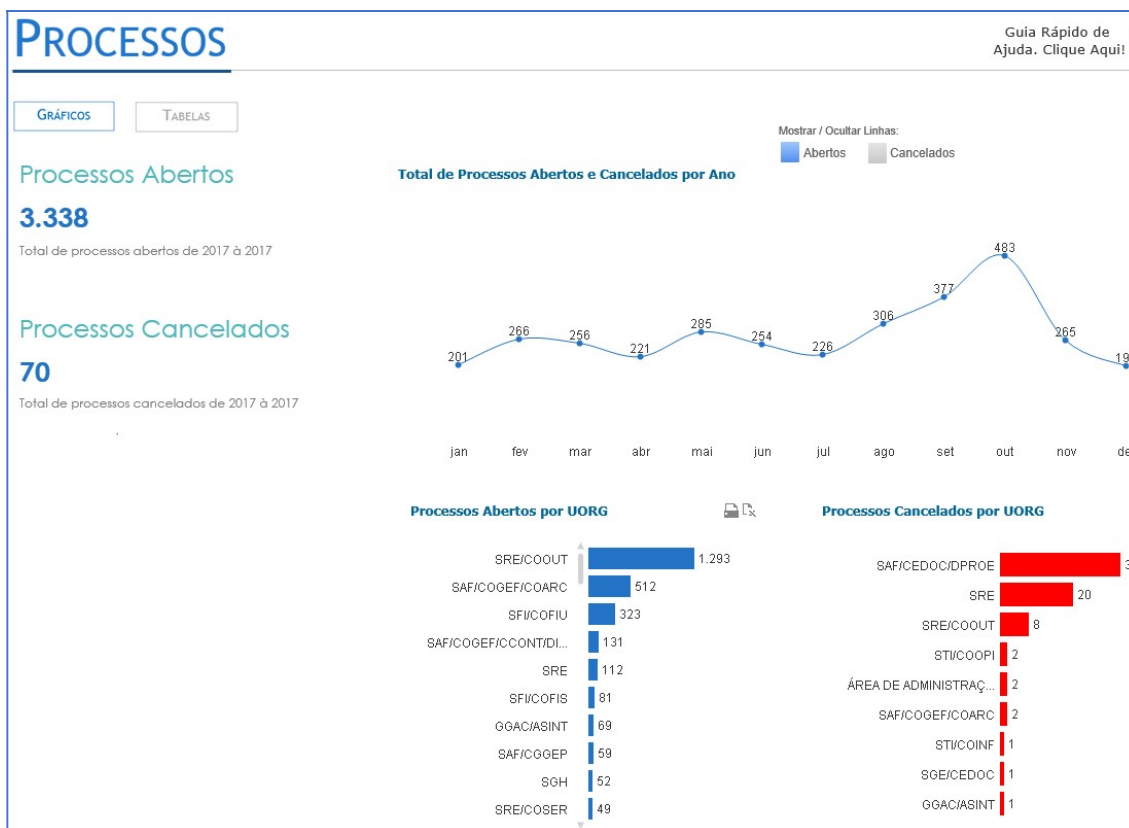 PROCESSOS
Guia Rápido de
Ajuda. Clique Aqui!
GRÁFICOS
TABELAS
Mostrar / Ocultar Linhas:
Abertos
Cancelados
Processos Abertos
3.338
Total de processos abertos de 2017 à 2017
Processos Cancelados
70
Total de processos cancelados de 2017 à 2017
Total de Processos Abertos e Cancelados por Ano
201
266
256
221
285
254
226
306
377
483
265
19
jan
fev
mar
abr
mai
jun
jul
ago
set
out
nov
de
Processos Abertos por UORG
SRE/COOUT 1.293
SAF/COGEF/COARC 512
SFI/COFIU 323
SAF/COGEF/CCONT/DI... 131
SRE 112
SFI/COFIS 81
GGAC/ASINT 69
SAF/CGGEP 59
SGH 52
SRE/COSER 49
Processos Cancelados por UORG
SAF/CEDOC/DPROE 3
SRE 20
SRE/COOUT 8
STI/COOPI 2
ÁREA DE ADMINISTRAÇ... 2
SAF/COGEF/COARC 2
STI/COINF 1
SGE/CEDOC 1
GGAC/ASINT 1